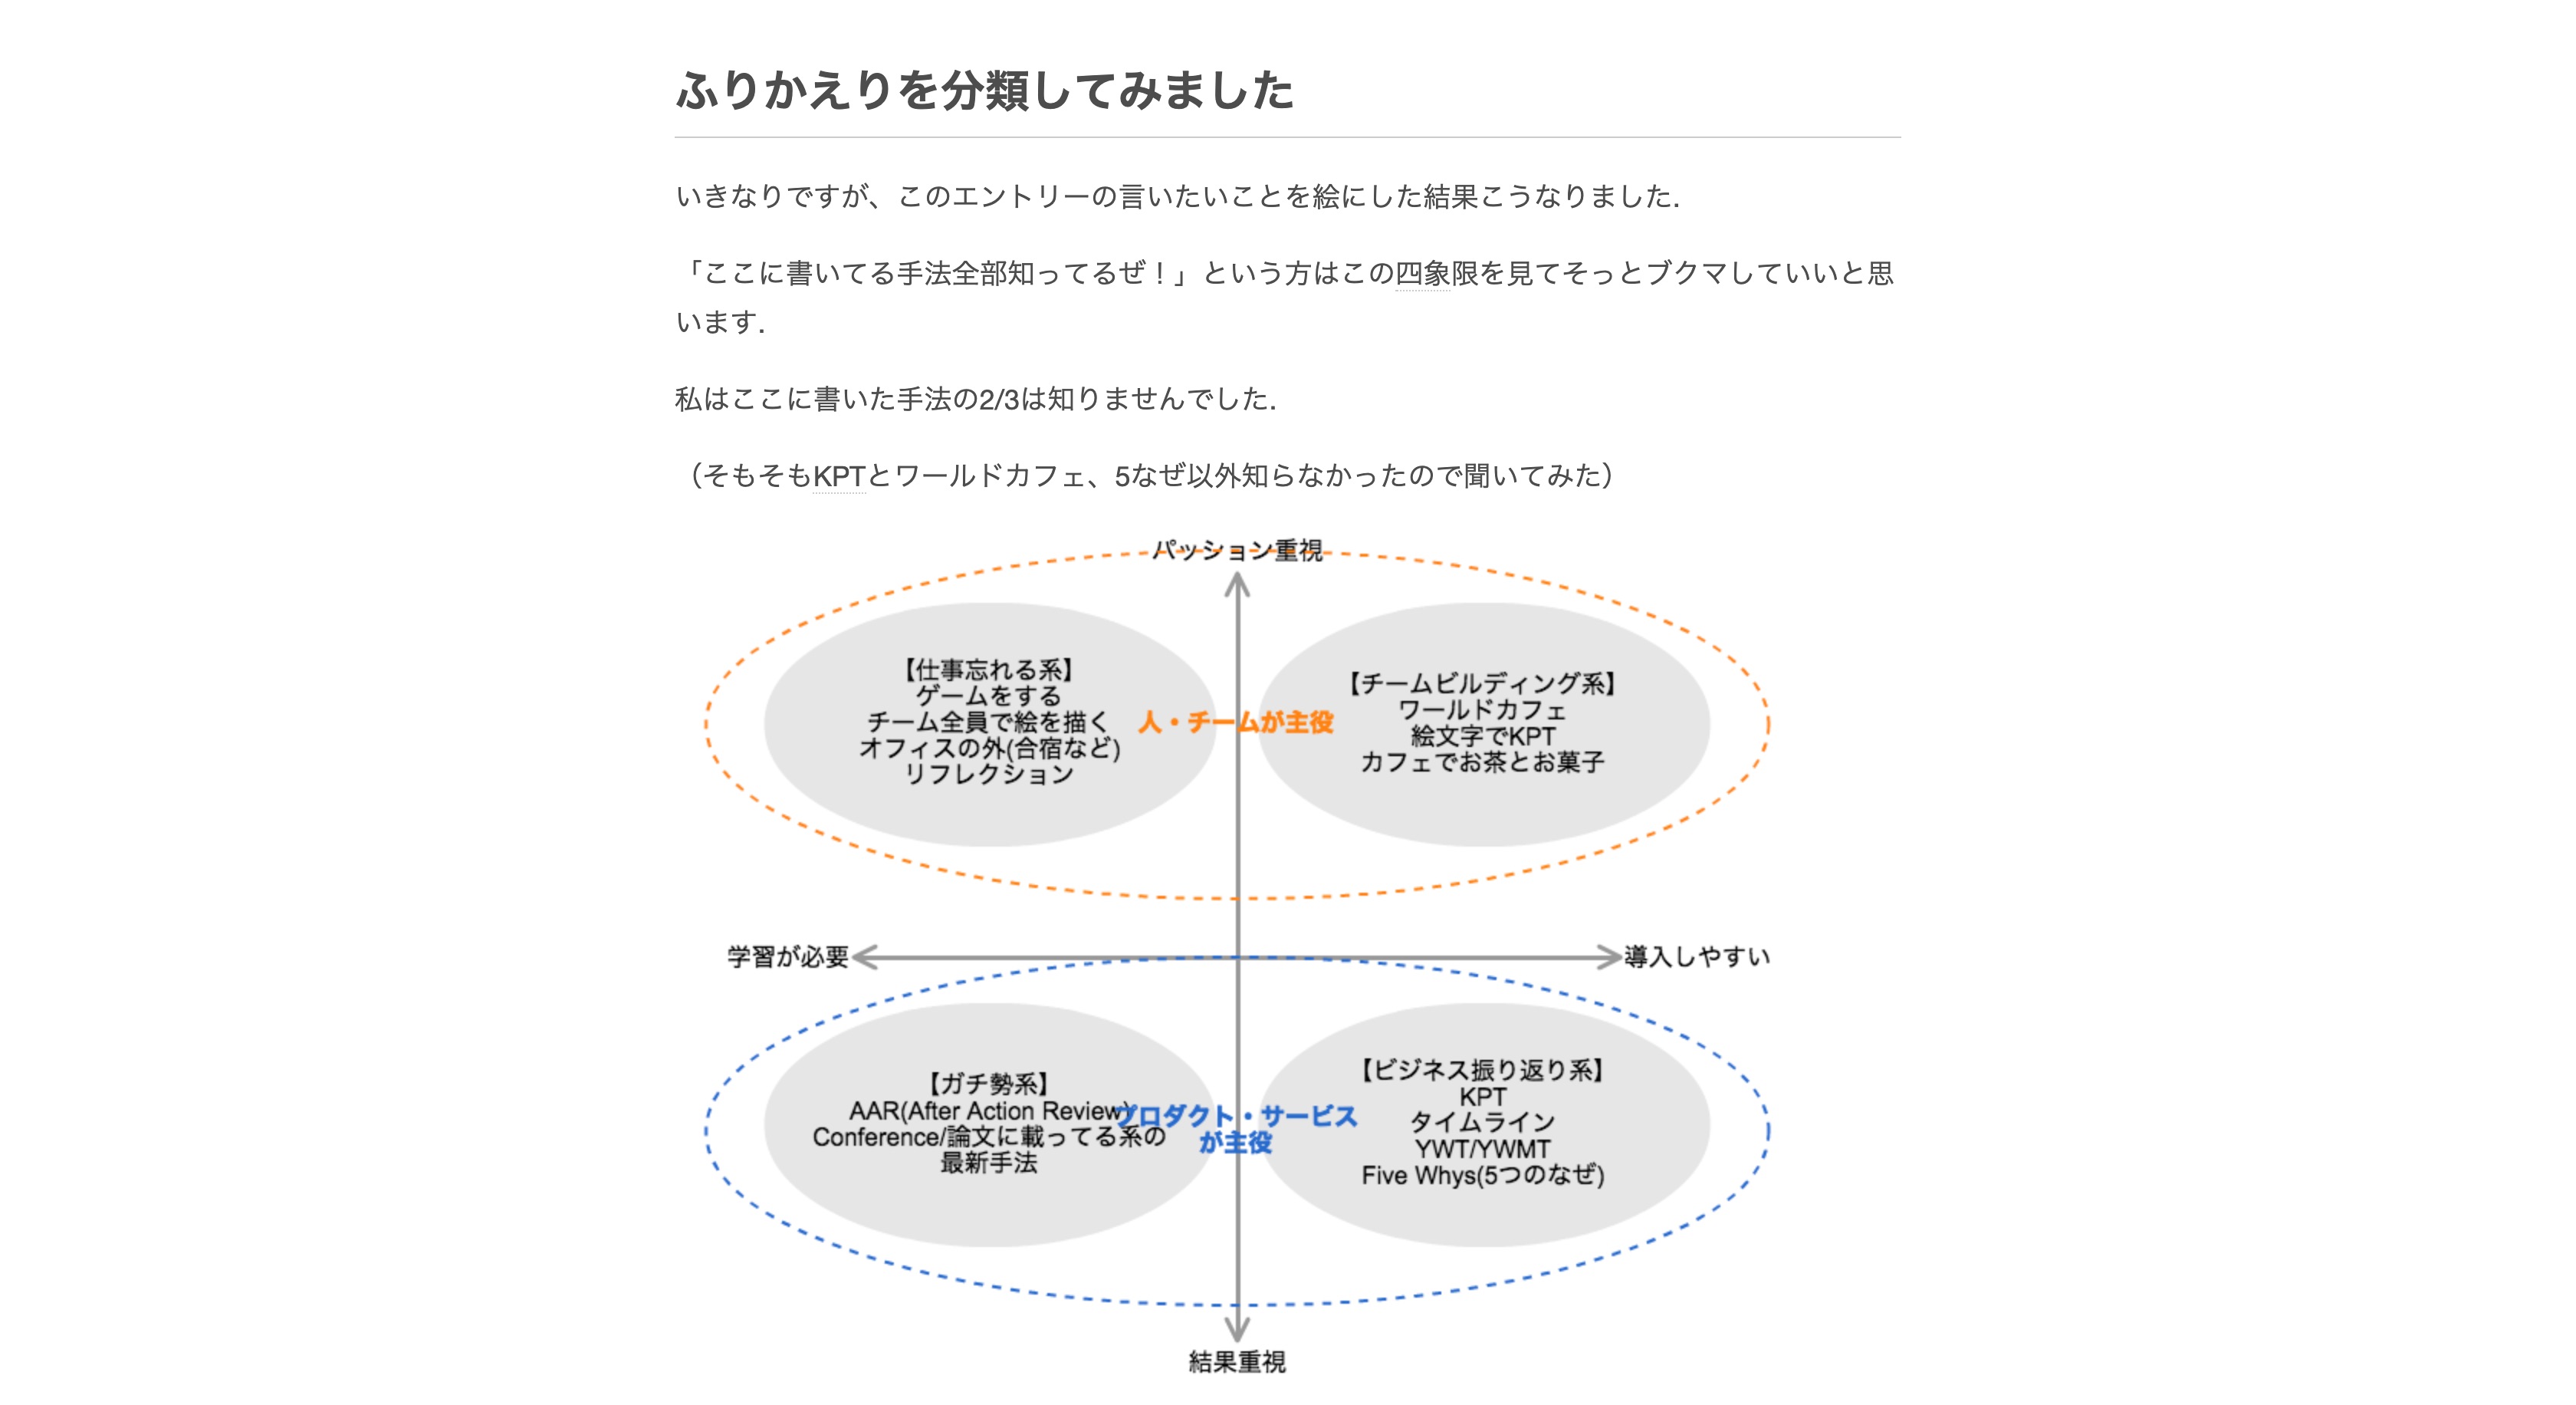 ふりかえりを分類してみました
いきなりですが、このエントリーの言いたいことを絵にした結果こうなりました.
「ここに書いてる手法全部知ってるぜ！」という方はこの四象限を見てそっとブクマしていいと思
います.
私はここに書いた手法の2/3は知りませんでした.
（そもそもKPTとワールドカフェ、5なぜ以外知らなかったので聞いてみた）
パッション重視
【仕事忘れる系】
ゲームをする
チーム全員で絵を描く
オフィスの外(合宿など)
リフレクション
人・チームが主役
【チームビルディング系】
ワールドカフェ
絵文字でKPT
カフェでお茶とお菓子
学習が必要
導入しやすい
【ガチ勢系】
AAR(After Action Review)
Conference/論文に載ってる系の
最新手法
プロダクト・サービス
が主役
【ビジネス振り返り系】
KPT
タイムライン
YWT/YWMT
Five Whys(5つのなぜ)
結果重視